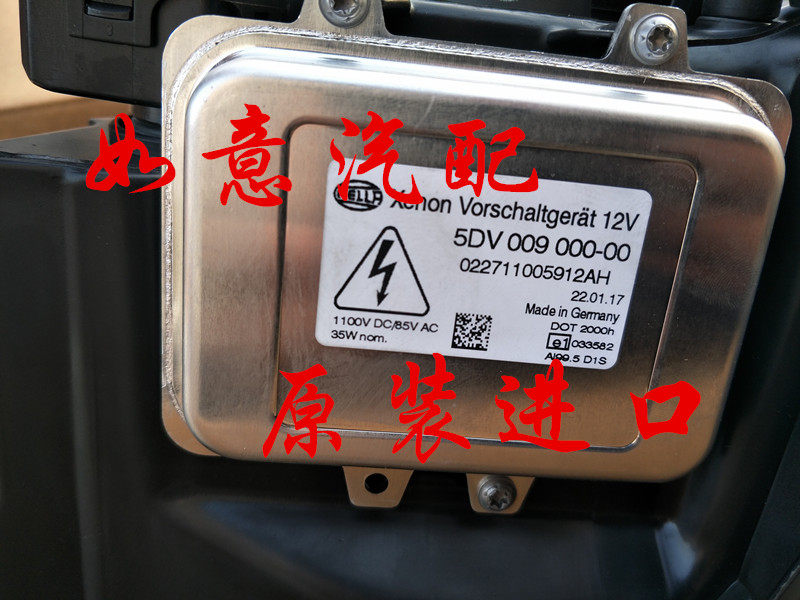 如意汽配
HELLA
Xenon Vorschaltgerät 12V
5DV 009 000-00
022711005912AH
22.01.17
Made in Germany
DOT 2000h
1100V DC/85V AC
e1 033582
35W nom.
Al99.5 D1S
原装进口